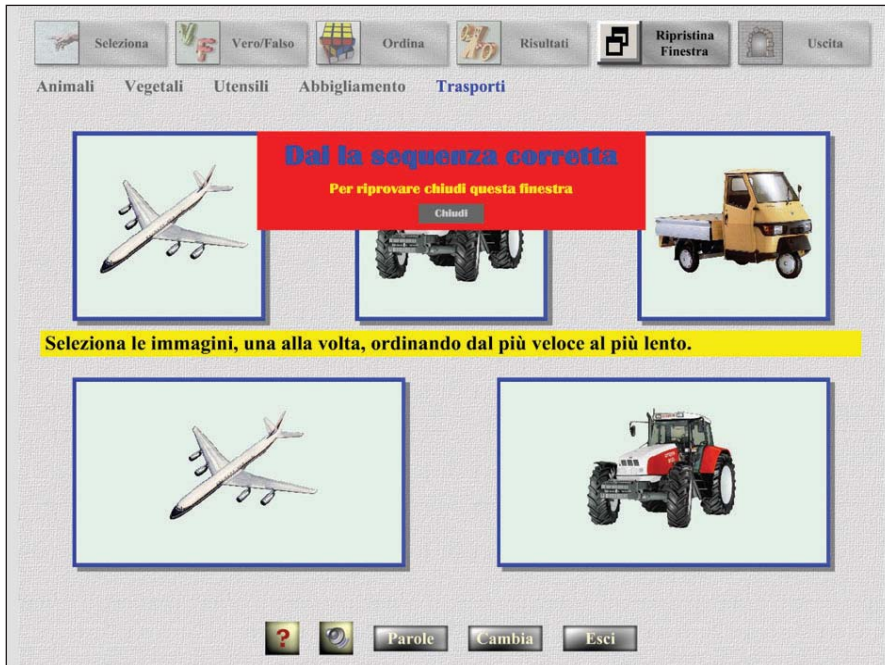 Seleziona
Vero/Falso
Ordina
Risultati
Ripristina
Finestra
Uscita
Animali Vegetali Utensili Abbigliamento Trasporti
Dai la sequenza corretta
Per riprovare chiudi questa finestra
Chiudi
Seleziona le immagini, una alla volta, ordinando dal più veloce al più lento.
? Parole Cambia Esci